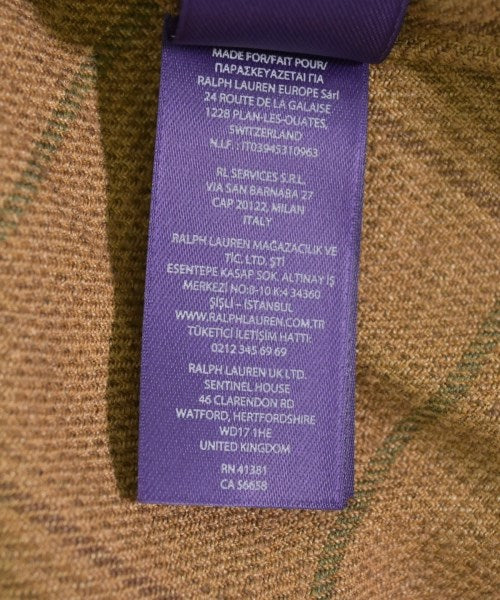 MADE FOR/FAIT POUR/
ΠΑΡΑΣΚΕΥΑΖΕΤΑΙ ΓΙΑ
RALPH LAUREN EUROPE Sàrl
24 ROUTE DE LA GALAISE
1228 PLAN-LES-OUATES,
SWITZERLAND
N.I.F. : IT03945310963
RL SERVICES S.R.L.
VIA SAN BARNABA 27
CAP 20122, MILAN
ITALY
RALPH LAUREN MAĞAZACILIK VE
TİC. LTD. ŞTİ
ESENTEPE KASAP SOK. ALTINAY İŞ
MERKEZİ NO:8-10 K:4 34360
ŞİŞLİ – İSTANBUL
WWW.RALPHLAUREN.COM.TR
TÜKETİCİ İLETİŞİM HATTI:
0212 345 69 69
RALPH LAUREN UK LTD.
SENTINEL HOUSE
46 CLARENDON RD
WATFORD, HERTFORDSHIRE
WD17 1HE
UNITED KINGDOM
RN 41381
CA 56658